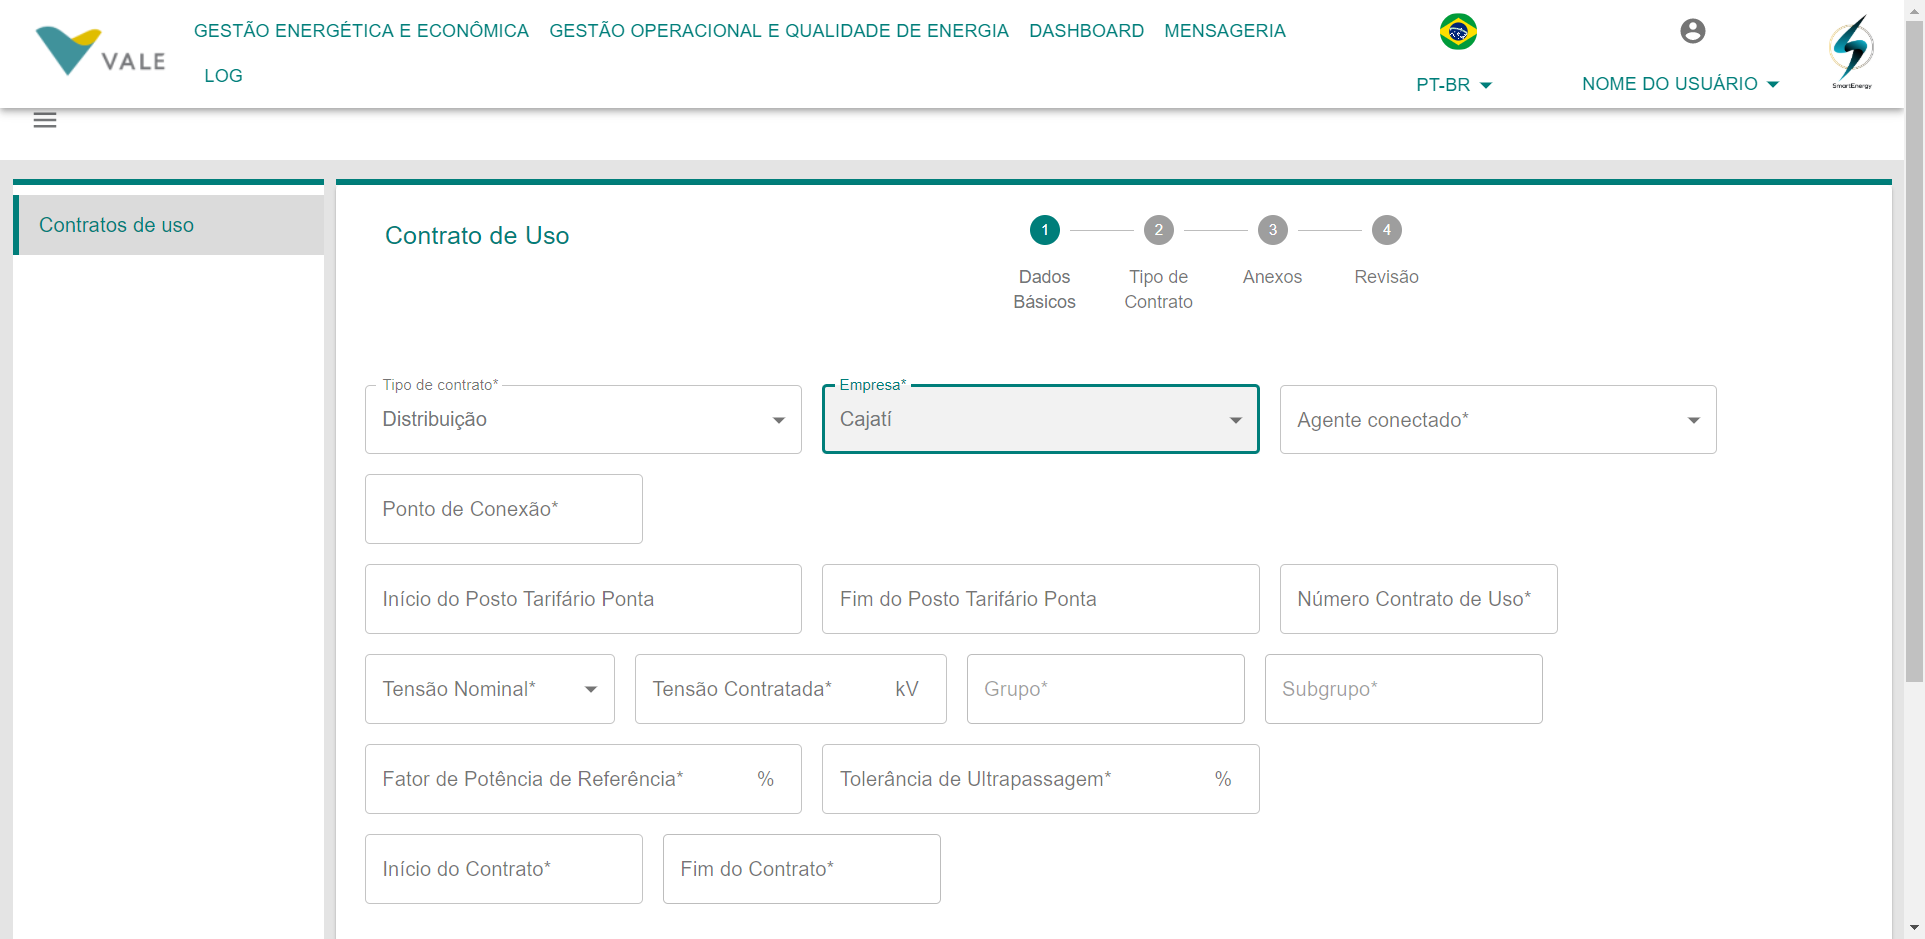 VALE
GESTÃO ENERGÉTICA E ECONÔMICA GESTÃO OPERACIONAL E QUALIDADE DE ENERGIA DASHBOARD MENSAGERIA
LOG
PT-BR
NOME DO USUÁRIO
SmartEnergy
Contratos de uso
Contrato de Uso
1 2 3 4
Dados Básicos
Tipo de Contrato
Anexos
Revisão
Tipo de contrato*
Distribuição
Empresa*
Cajatí
Agente conectado*
Ponto de Conexão*
Início do Posto Tarifário Ponta
Fim do Posto Tarifário Ponta
Número Contrato de Uso*
Tensão Nominal*
Tensão Contratada* kV
Grupo*
Subgrupo*
Fator de Potência de Referência* %
Tolerância de Ultrapassagem* %
Início do Contrato*
Fim do Contrato*